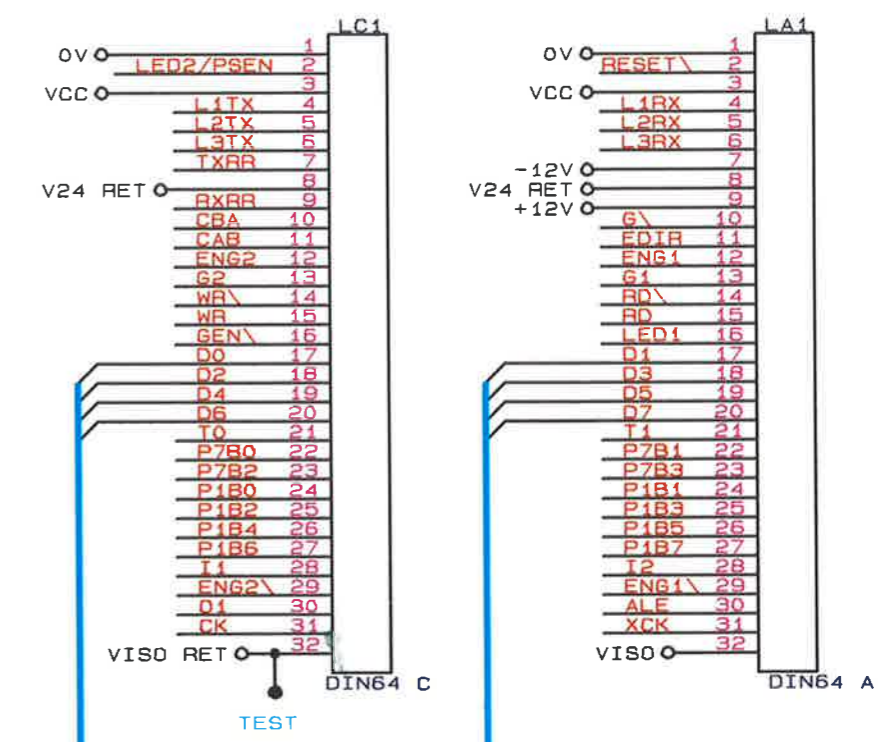 LC1
0V 1
LED2/PSEN 2
VCC 3
L1TX 4
L2TX 5
L3TX 6
TXRR 7
V24 RET 8
RXRR 9
CBA 10
CAB 11
ENG2 12
G2 13
WR\ 14
WR 15
GEN\ 16
D0 17
D2 18
D4 19
D6 20
T0 21
P7B0 22
P7B2 23
P1B0 24
P1B2 25
P1B4 26
P1B6 27
I1 28
ENG2\ 29
O1 30
CK 31
VISO RET 32
DIN64 C
TEST
LA1
0V 1
RESET\ 2
VCC 3
L1RX 4
L2RX 5
L3RX 6
-12V 7
V24 RET 8
+12V 9
G\ 10
EDIR 11
ENG1 12
G1 13
RD\ 14
RD 15
LED1 16
D1 17
D3 18
D5 19
D7 20
T1 21
P7B1 22
P7B3 23
P1B1 24
P1B3 25
P1B5 26
P1B7 27
I2 28
ENG1\ 29
ALE 30
XCK 31
VISO 32
DIN64 A